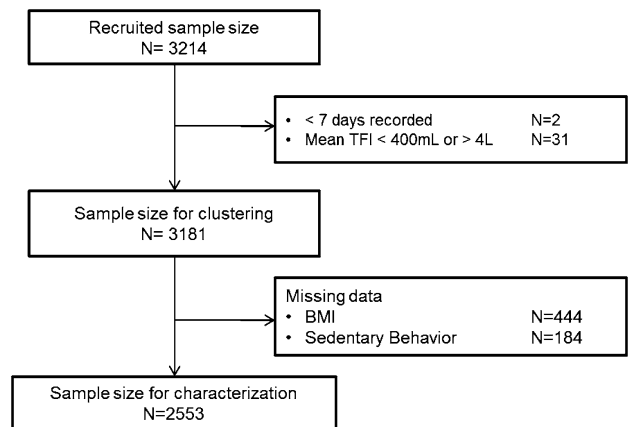 Recruited sample size
N= 3214
• < 7 days recorded N=2
• Mean TFI < 400mL or > 4L N=31
Sample size for clustering
N= 3181
Missing data
• BMI N=444
• Sedentary Behavior N=184
Sample size for characterization
N=2553